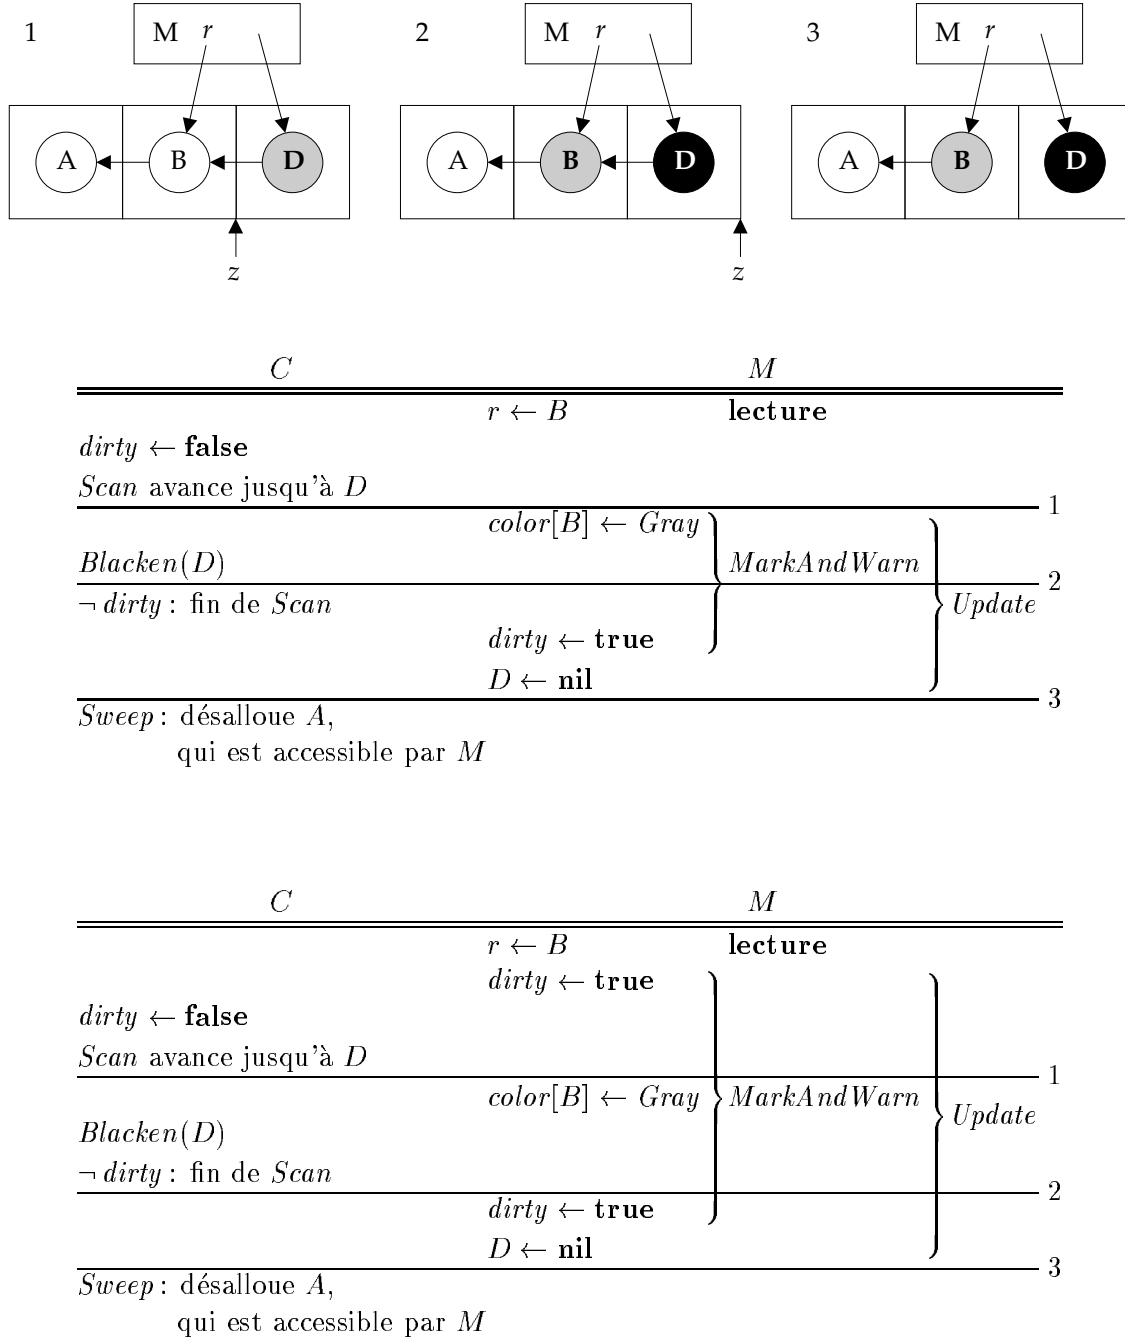 1 M r 2 M r 3 M r
A B D A B D A B D
z z
C M
r ← B lecture
dirty ← false
Scan avance jusqu'à D
1
color[B] ← Gray
Blacken(D) MarkAndWarn
2
¬ dirty : fin de Scan Update
dirty ← true
D ← nil
3
Sweep : désalloue A,
qui est accessible par M
C M
r ← B lecture
dirty ← true
dirty ← false
Scan avance jusqu'à D
1
color[B] ← Gray MarkAndWarn
Update
Blacken(D)
¬ dirty : fin de Scan
2
dirty ← true
D ← nil
3
Sweep : désalloue A,
qui est accessible par M